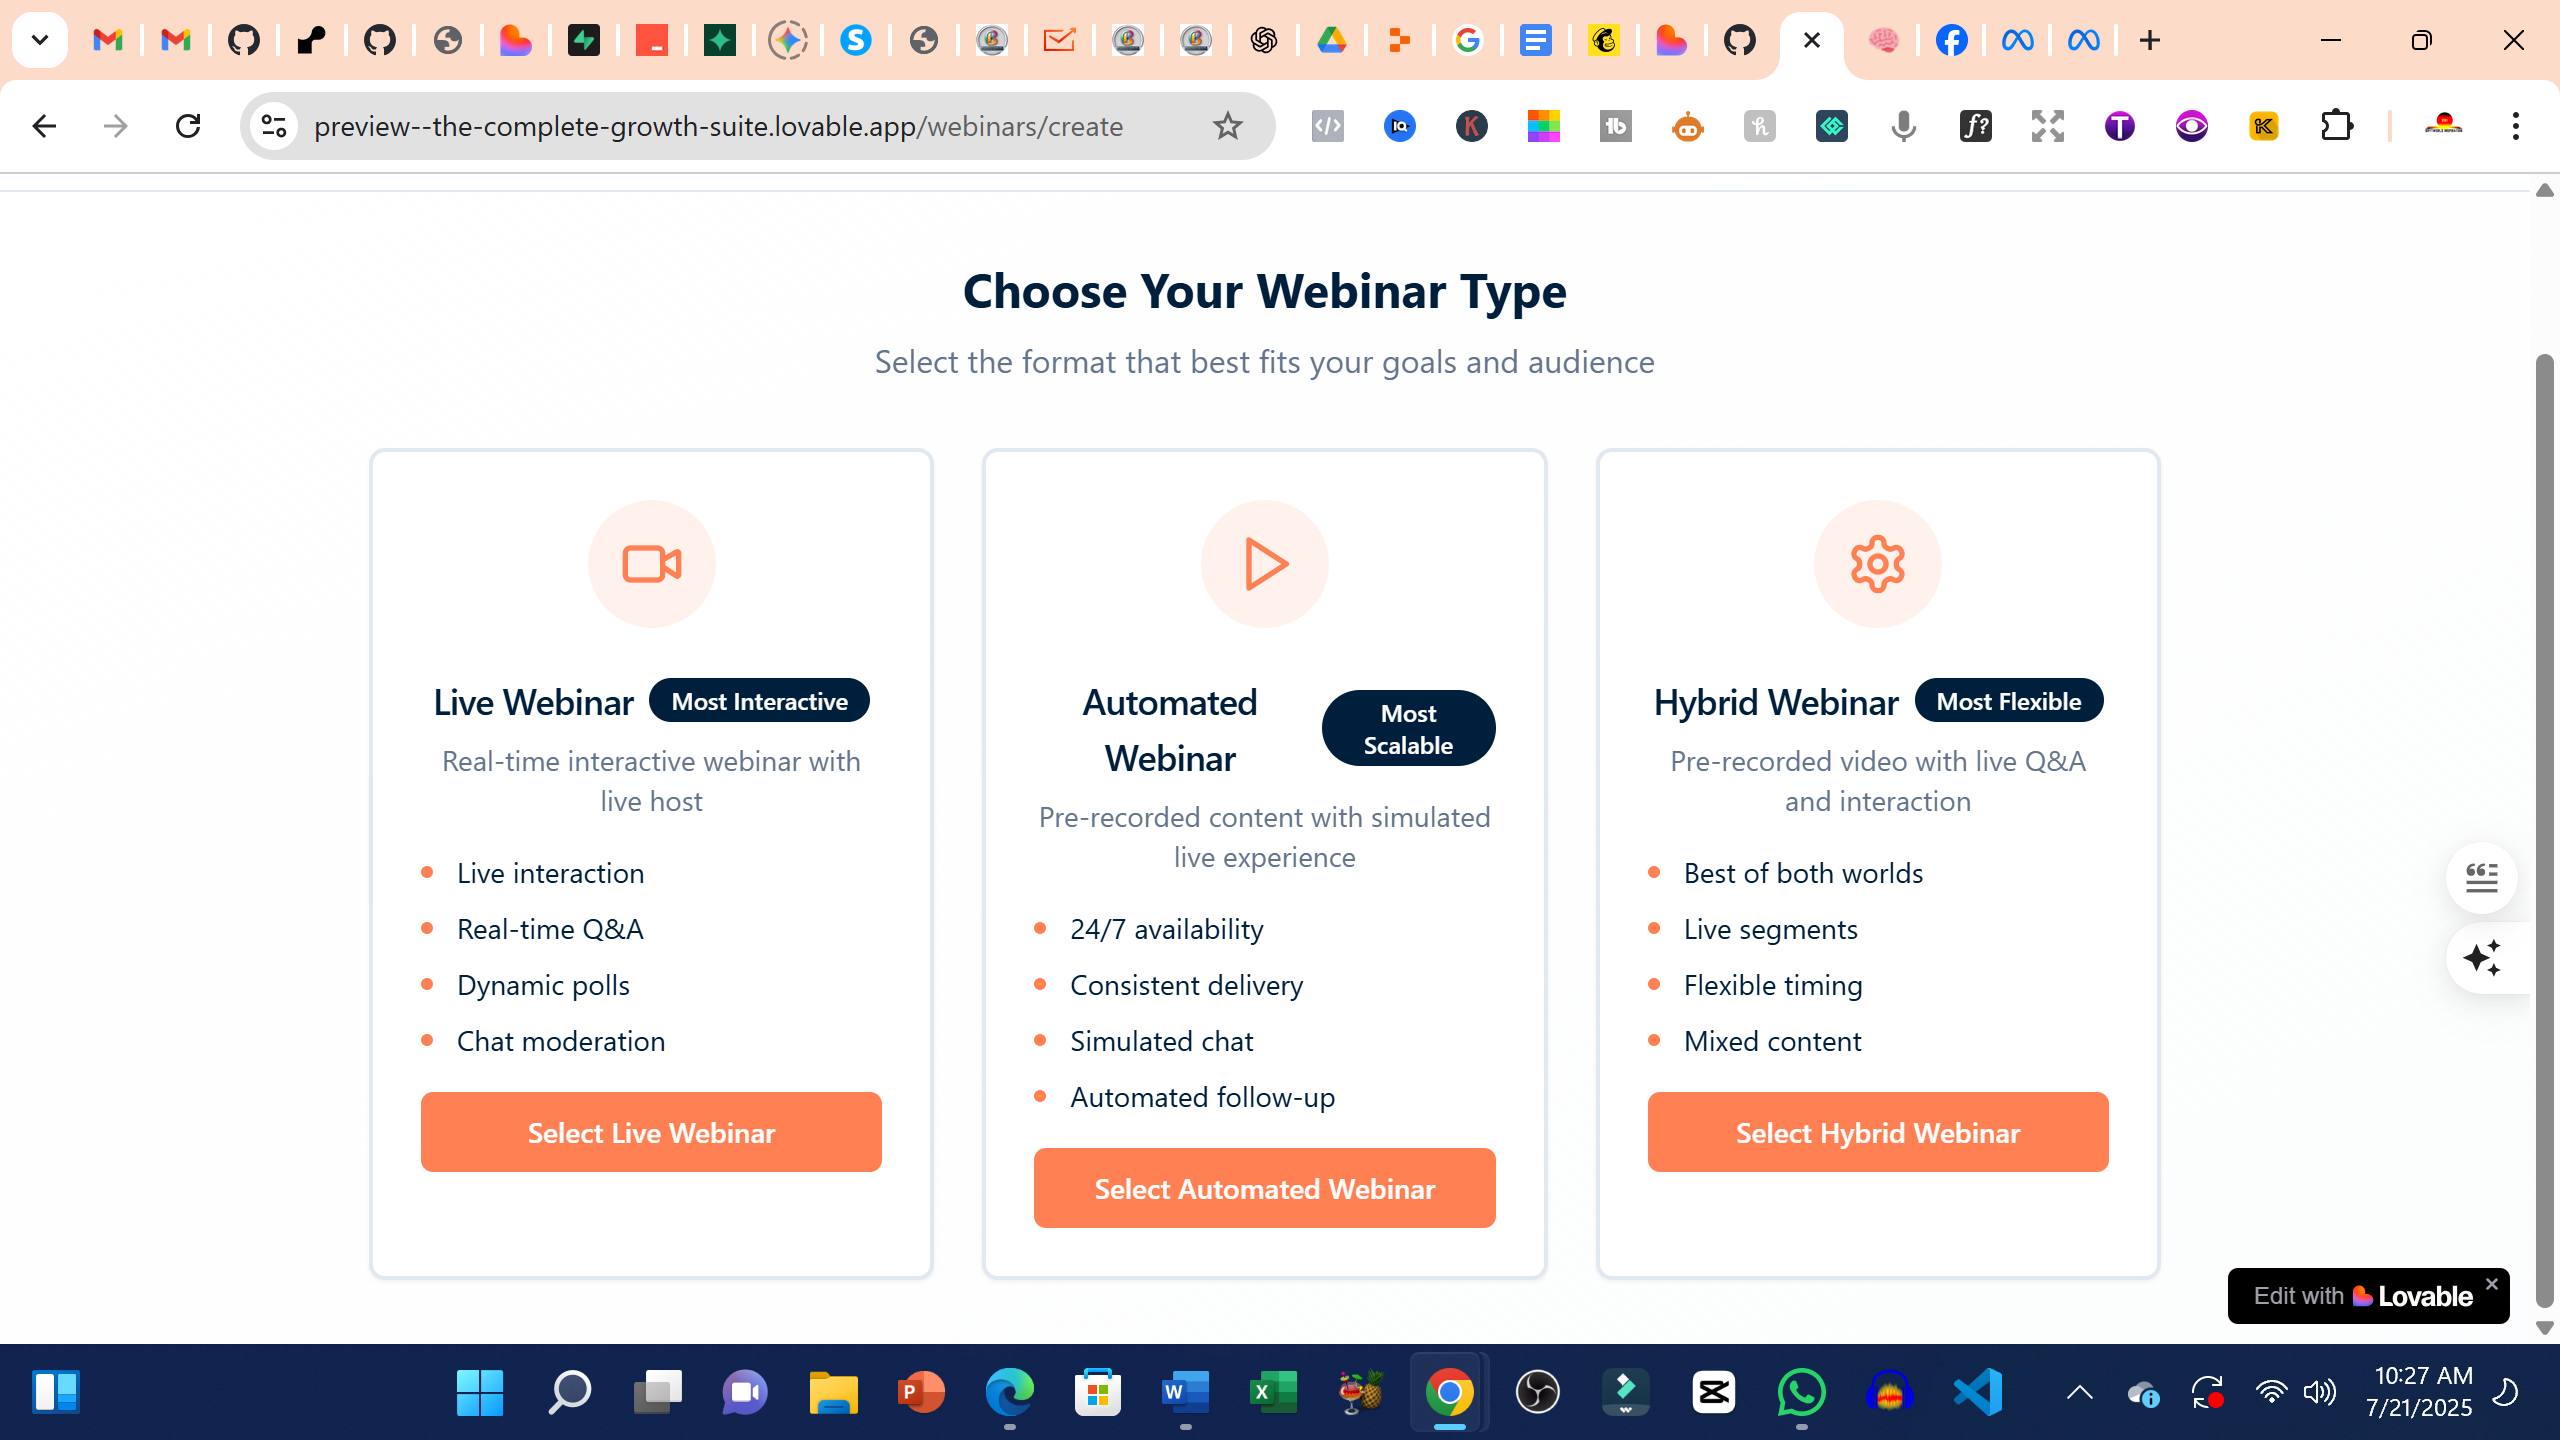 preview--the-complete-growth-suite.lovable.app/webinars/create
Choose Your Webinar Type
Select the format that best fits your goals and audience
Live Webinar
Most Interactive
Real-time interactive webinar with
live host
Live interaction
Real-time Q&A
Dynamic polls
Chat moderation
Select Live Webinar
Automated
Webinar
Most
Scalable
Pre-recorded content with simulated
live experience
24/7 availability
Consistent delivery
Simulated chat
Automated follow-up
Select Automated Webinar
Hybrid Webinar
Most Flexible
Pre-recorded video with live Q&A
and interaction
Best of both worlds
Live segments
Flexible timing
Mixed content
Select Hybrid Webinar
Edit with Lovable
10:27 AM
7/21/2025